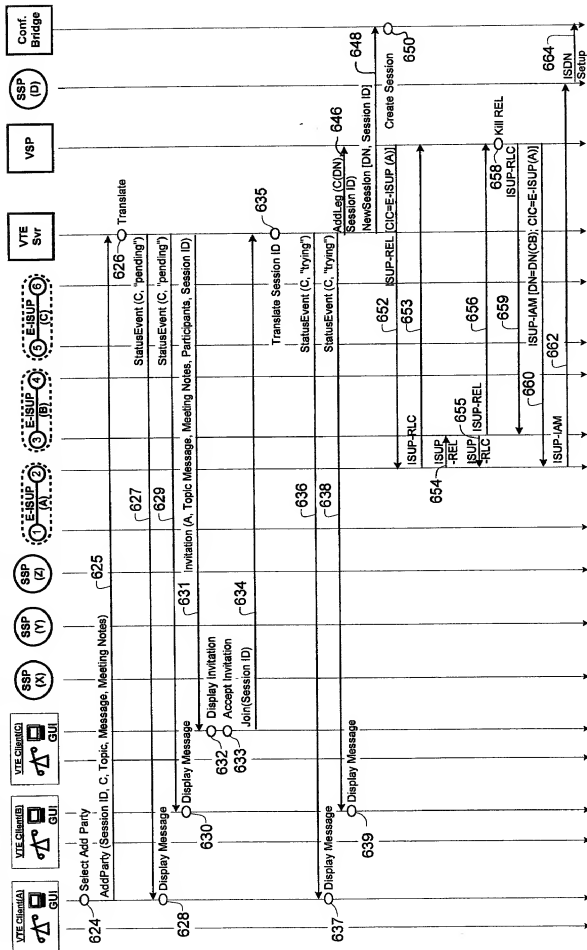 VTE Client(A)
GUI
VTE Client(B)
GUI
VTE Client(C)
GUI
SSP
(X)
SSP
(Y)
SSP
(Z)
1 E-ISUP 2
(A)
3 E-ISUP 4
(B)
5 E-ISUP 6
(C)
VTE
Svr
VSP
SSP
(D)
Conf.
Bridge
624
Select Add Party
AddParty (Session ID, C, Topic, Message, Meeting Notes)
625
626
Translate
StatusEvent (C, "pending")
627
628
Display Message
StatusEvent (C, "pending")
629
630
Display Message
Invitation (A, Topic Message, Meeting Notes, Participants, Session ID)
631
632
Display Invitation
633
Accept Invitation
Join(Session ID)
634
635
Translate Session ID
StatusEvent (C, "trying")
636
637
Display Message
StatusEvent (C, "trying")
638
639
Display Message
AddLeg (C(DN),
Session ID)
646
NewSession [DN, Session ID]
648
650
Create Session
ISUP-REL [CIC=E-ISUP (A)]
652
ISUP-RLC
653
654
ISUP
-REL
655
ISUP
-RLC
ISUP-REL
656
658
Kill REL
ISUP-RLC
659
ISUP-IAM [DN=DN(CB); CIC=E-ISUP(A)]
660
ISUP-IAM
662
664
ISDN
Setup